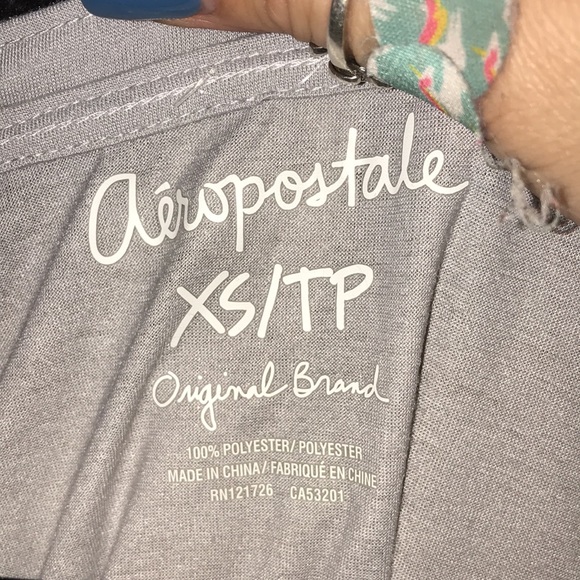 aéropostale
XS/TP
Original Brand
100% POLYESTER/ POLYESTER
MADE IN CHINA/ FABRIQUÉ EN CHINE
RN121726 CA53201